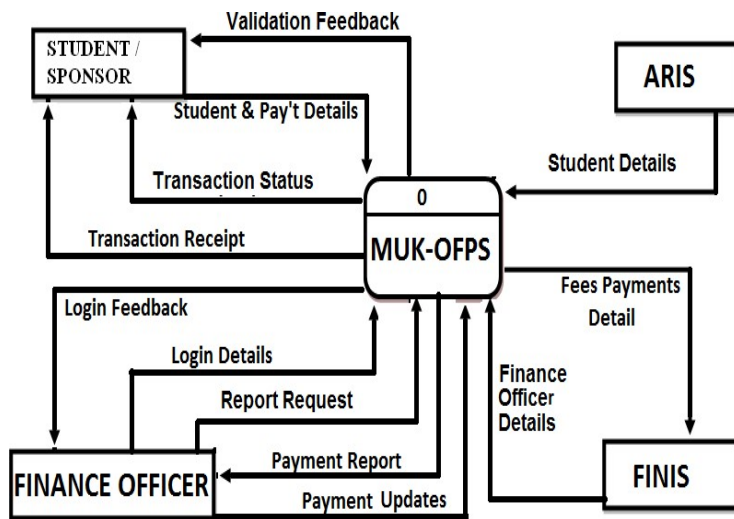 Validation Feedback
STUDENT /
SPONSOR
ARIS
Student & Pay't Details
Student Details
Transaction Status
0
MUK-OFPS
Transaction Receipt
Fees Payments
Detail
Login Feedback
Login Details
Finance
Officer
Details
Report Request
Payment Report
FINANCE OFFICER
FINIS
Payment Updates